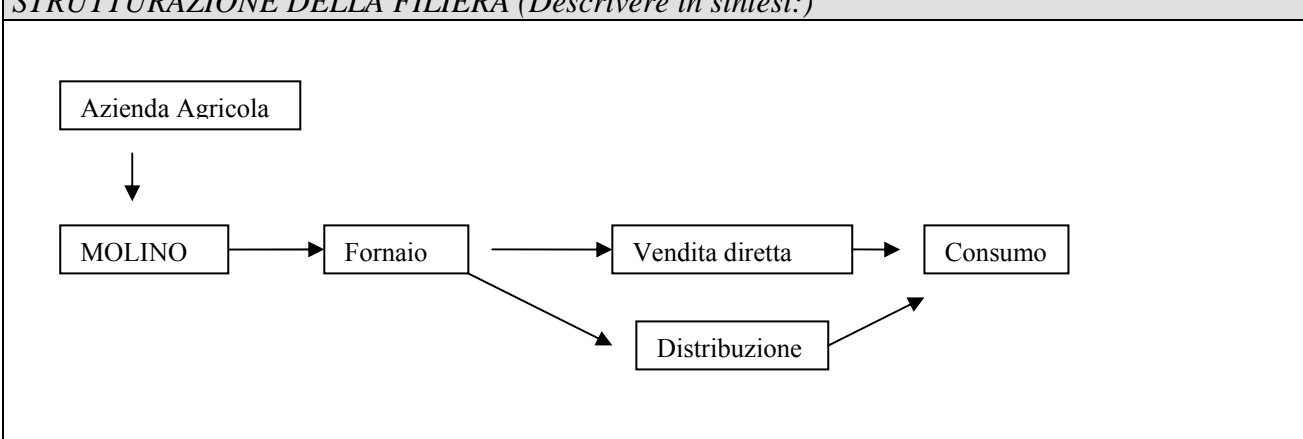 STRUTTURAZIONE DELLA FILIERA (Descrivere in sintesi:)
Azienda Agricola
MOLINO
Fornaio
Vendita diretta
Consumo
Distribuzione